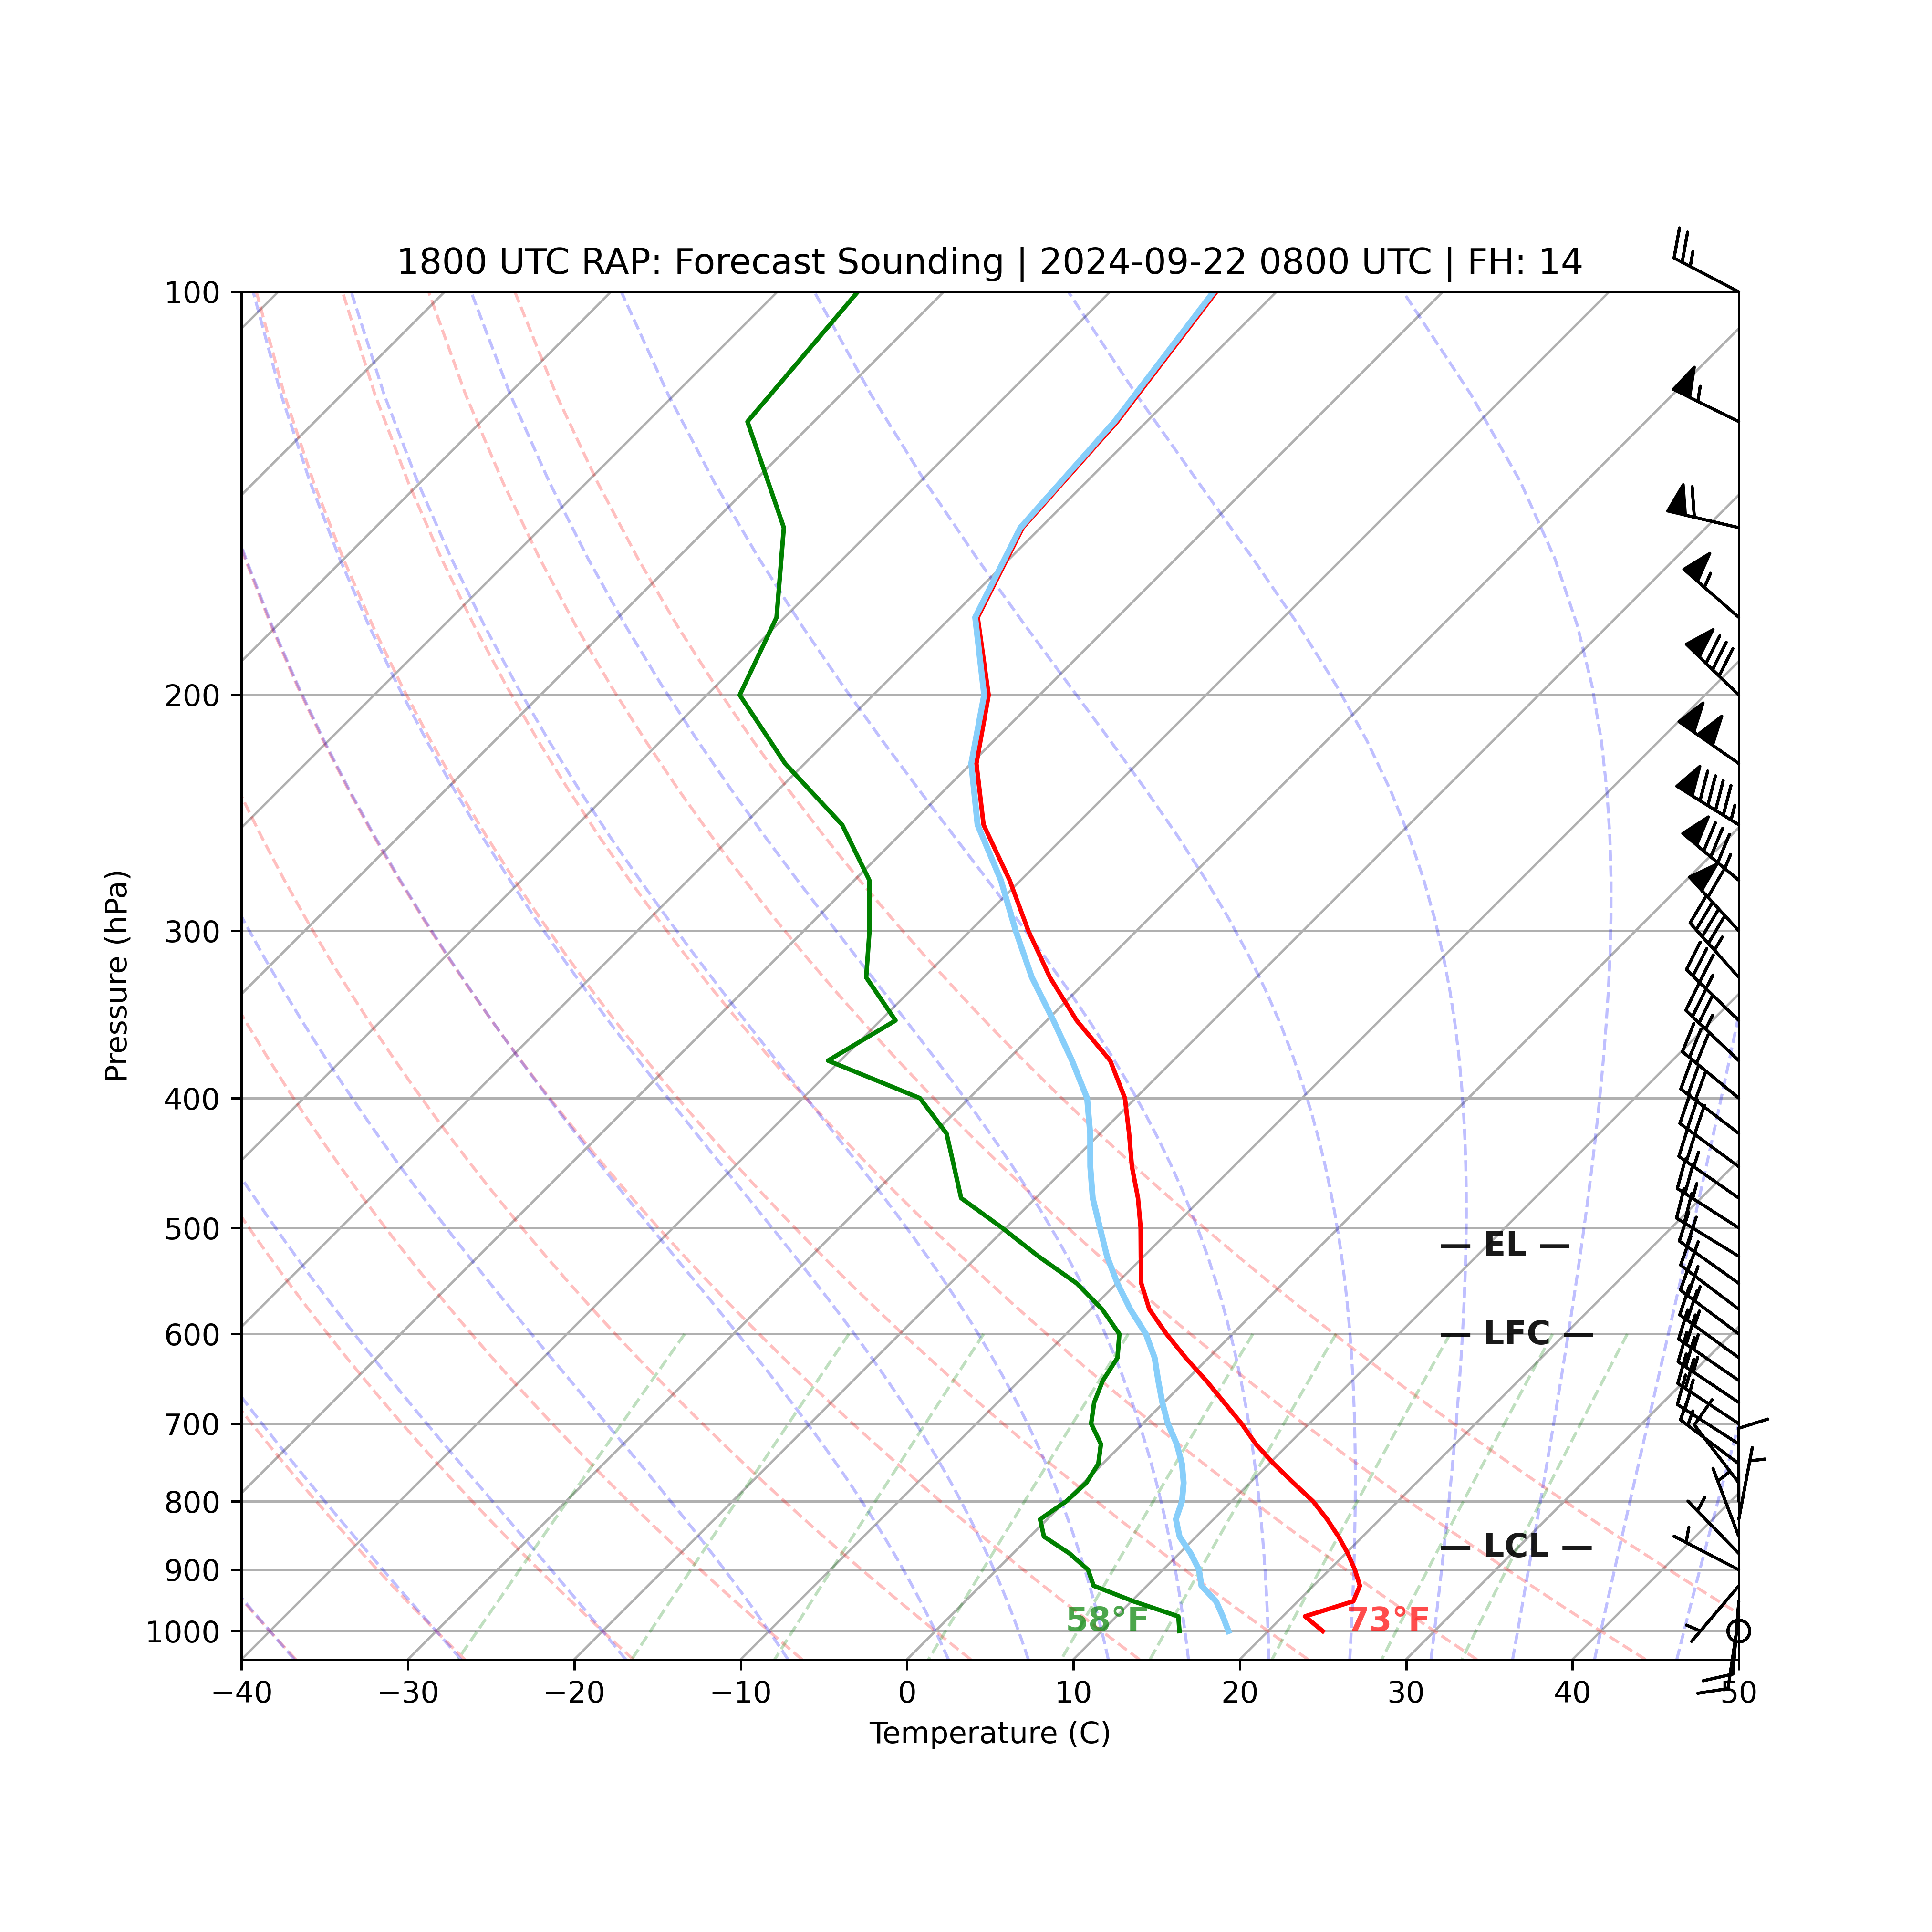 1800 UTC RAP: Forecast Sounding | 2024-09-22 0800 UTC | FH: 14
100
200
300
400
500
600
700
800
900
1000
Pressure (hPa)
— EL —
— LFC —
— LCL —
58°F
73°F
−40 −30 −20 −10 0 10 20 30 40 50
Temperature (C)